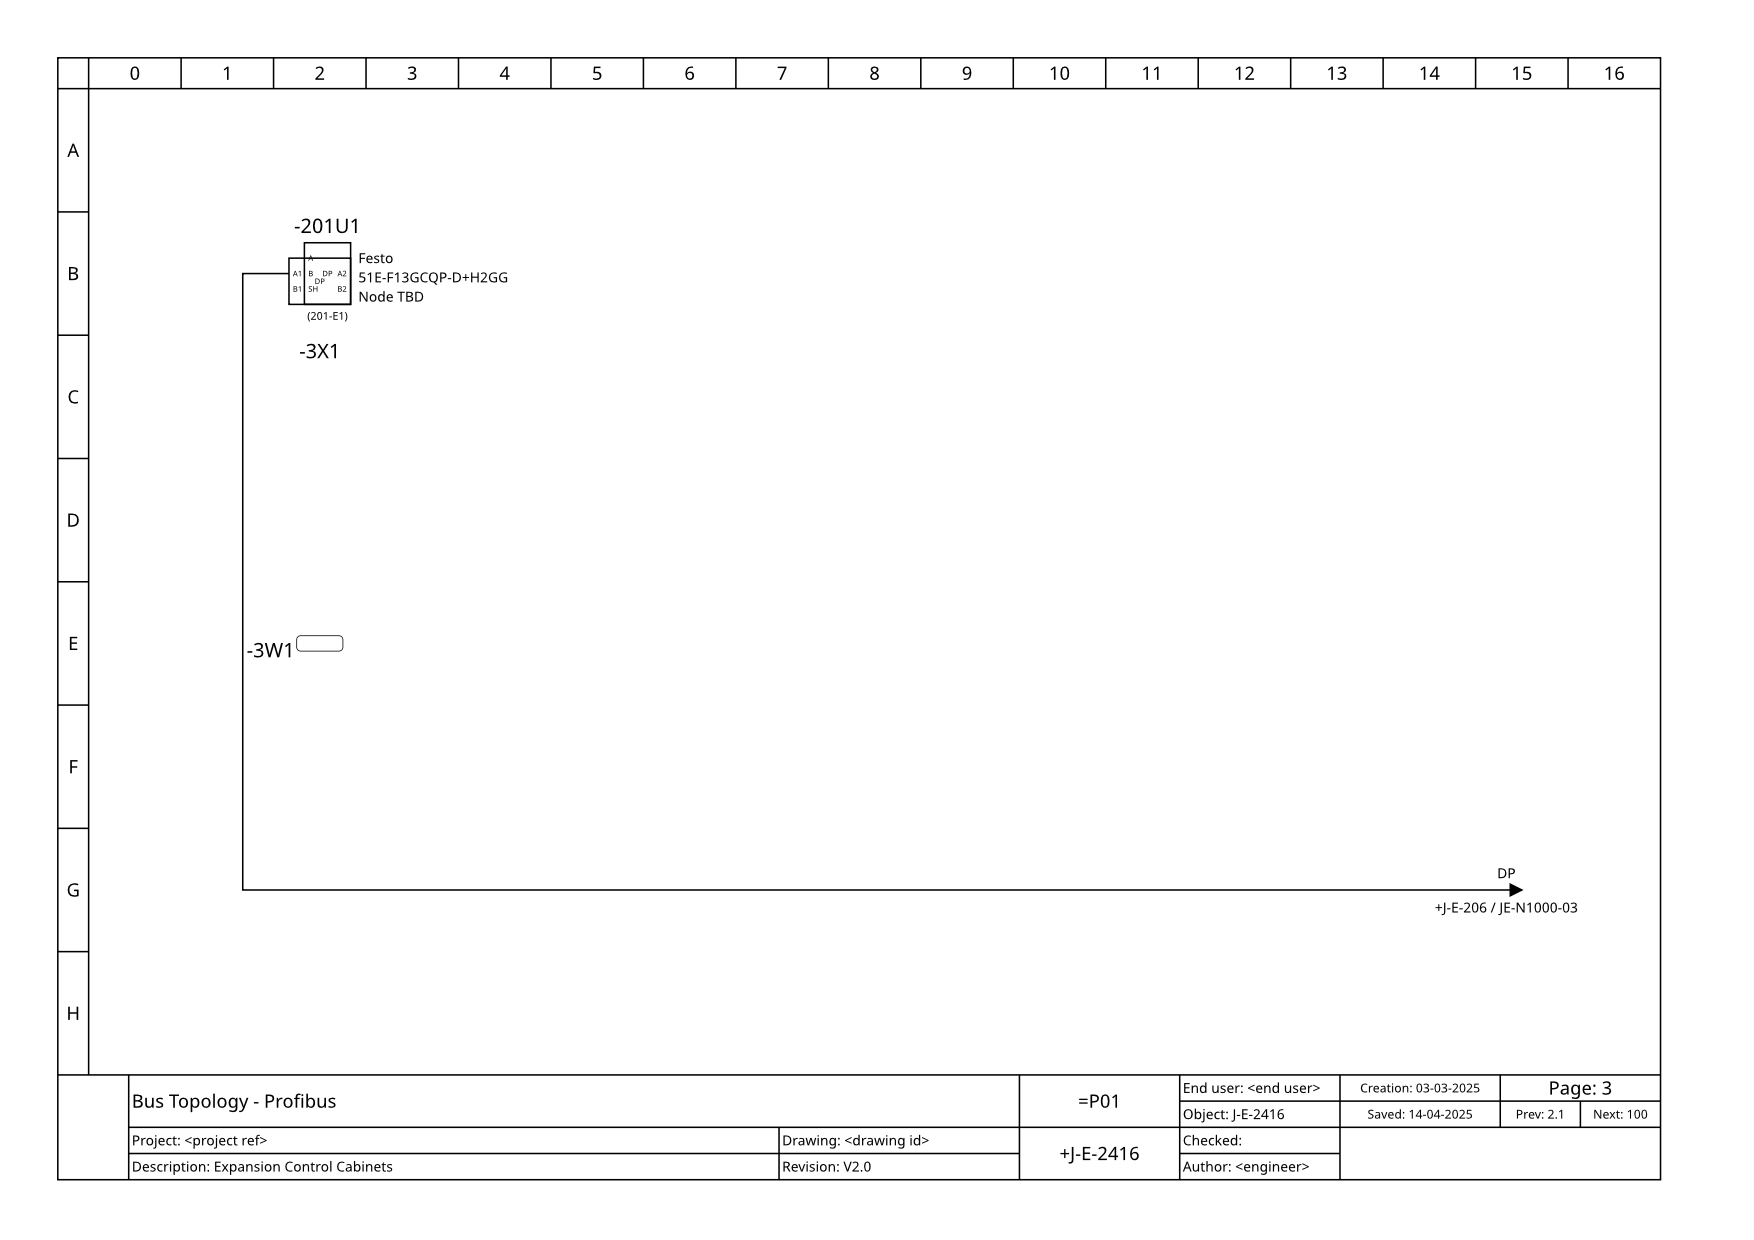 0 1 2 3 4 5 6 7 8 9 10 11 12 13 14 15 16
A
-201U1
Festo
A
B
A1 B DP A2
51E-F13GCQP-D+H2GG
DP
B1 SH B2
Node TBD
(201-E1)
-3X1
C
D
E
-3W1
F
DP
G
+J-E-206 / JE-N1000-03
H
Bus Topology - Profibus
=P01
End user: <end user>
Creation: 03-03-2025
Page: 3
Object: J-E-2416
Saved: 14-04-2025
Prev: 2.1
Next: 100
Project: <project ref>
Drawing: <drawing id>
+J-E-2416
Checked:
Description: Expansion Control Cabinets
Revision: V2.0
Author: <engineer>